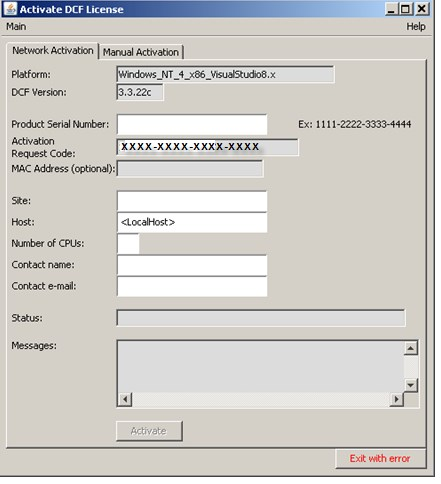 Activate DCF License
Main Help
Network Activation Manual Activation
Platform: Windows_NT_4_x86_VisualStudio8.x
DCF Version: 3.3.22c
Product Serial Number: Ex: 1111-2222-3333-4444
Activation
Request Code: XXXX-XXXX-XXXX-XXXX
MAC Address (optional):
Site:
Host: <LocalHost>
Number of CPUs:
Contact name:
Contact e-mail:
Status:
Messages:
Activate
Exit with error